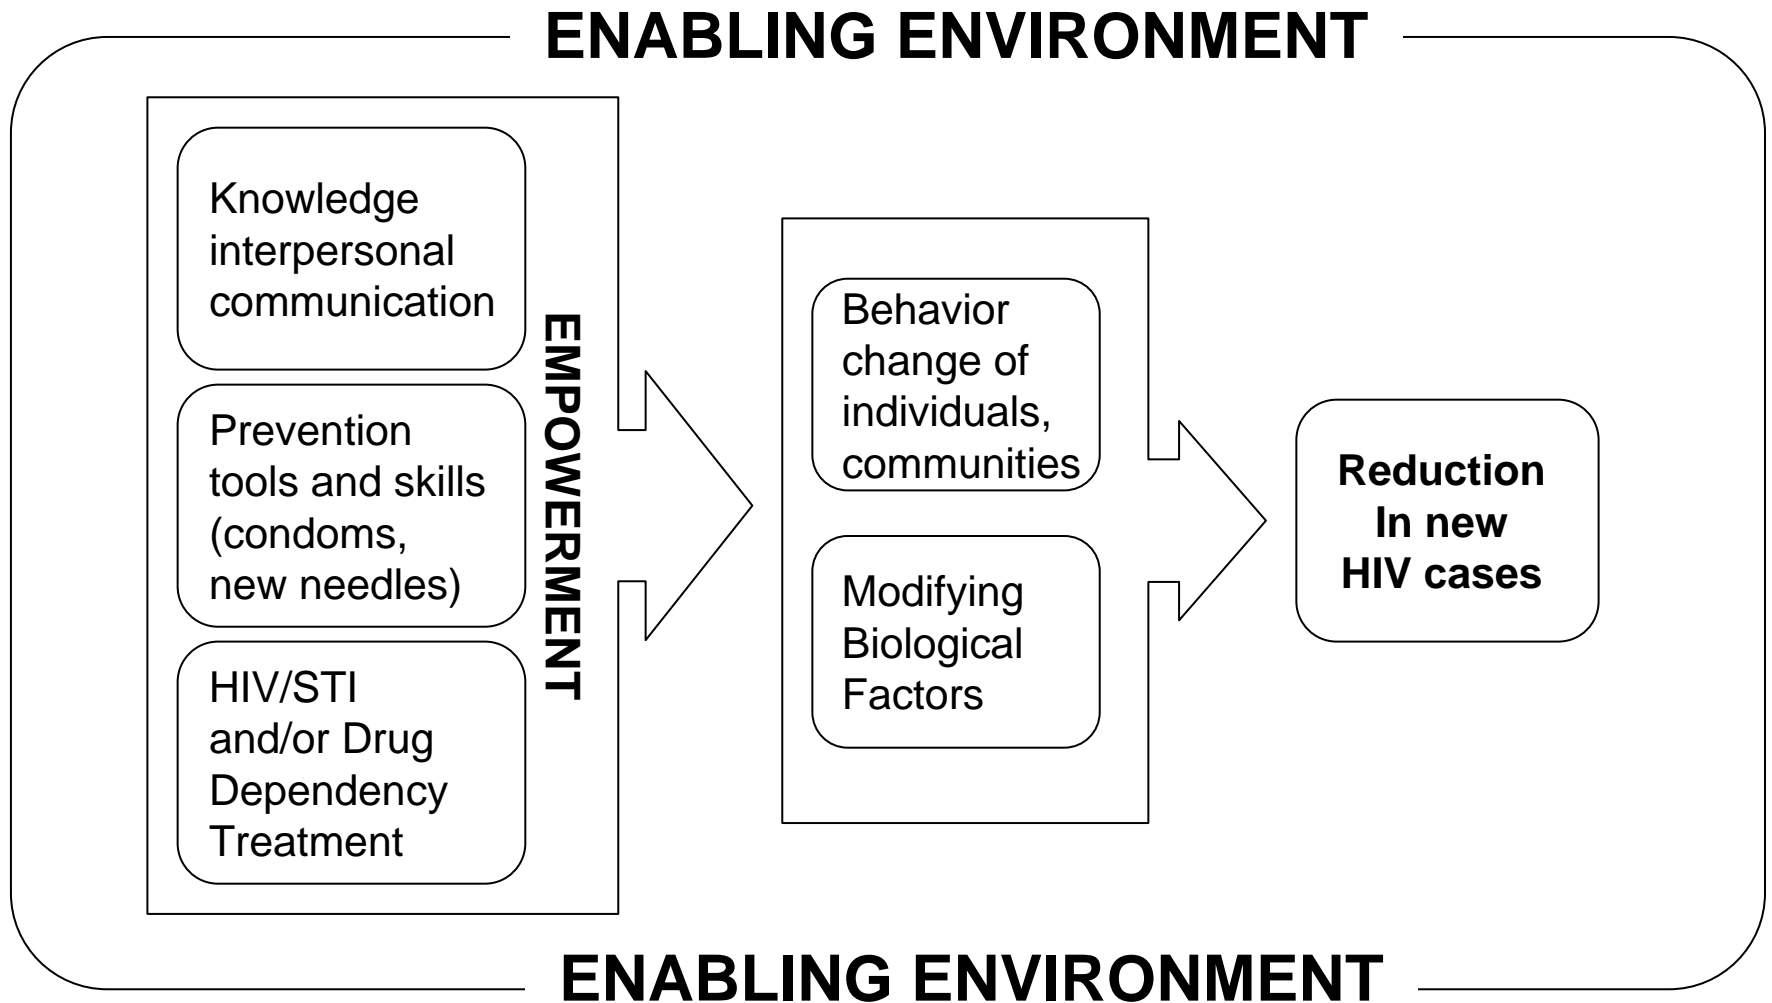 ENABLING ENVIRONMENT
Knowledge
interpersonal
communication
Prevention
tools and skills
(condoms,
new needles)
HIV/STI
and/or Drug
Dependency
Treatment
EMPOWERMENT
Behavior
change of
individuals,
communities
Modifying
Biological
Factors
Reduction
In new
HIV cases
ENABLING ENVIRONMENT